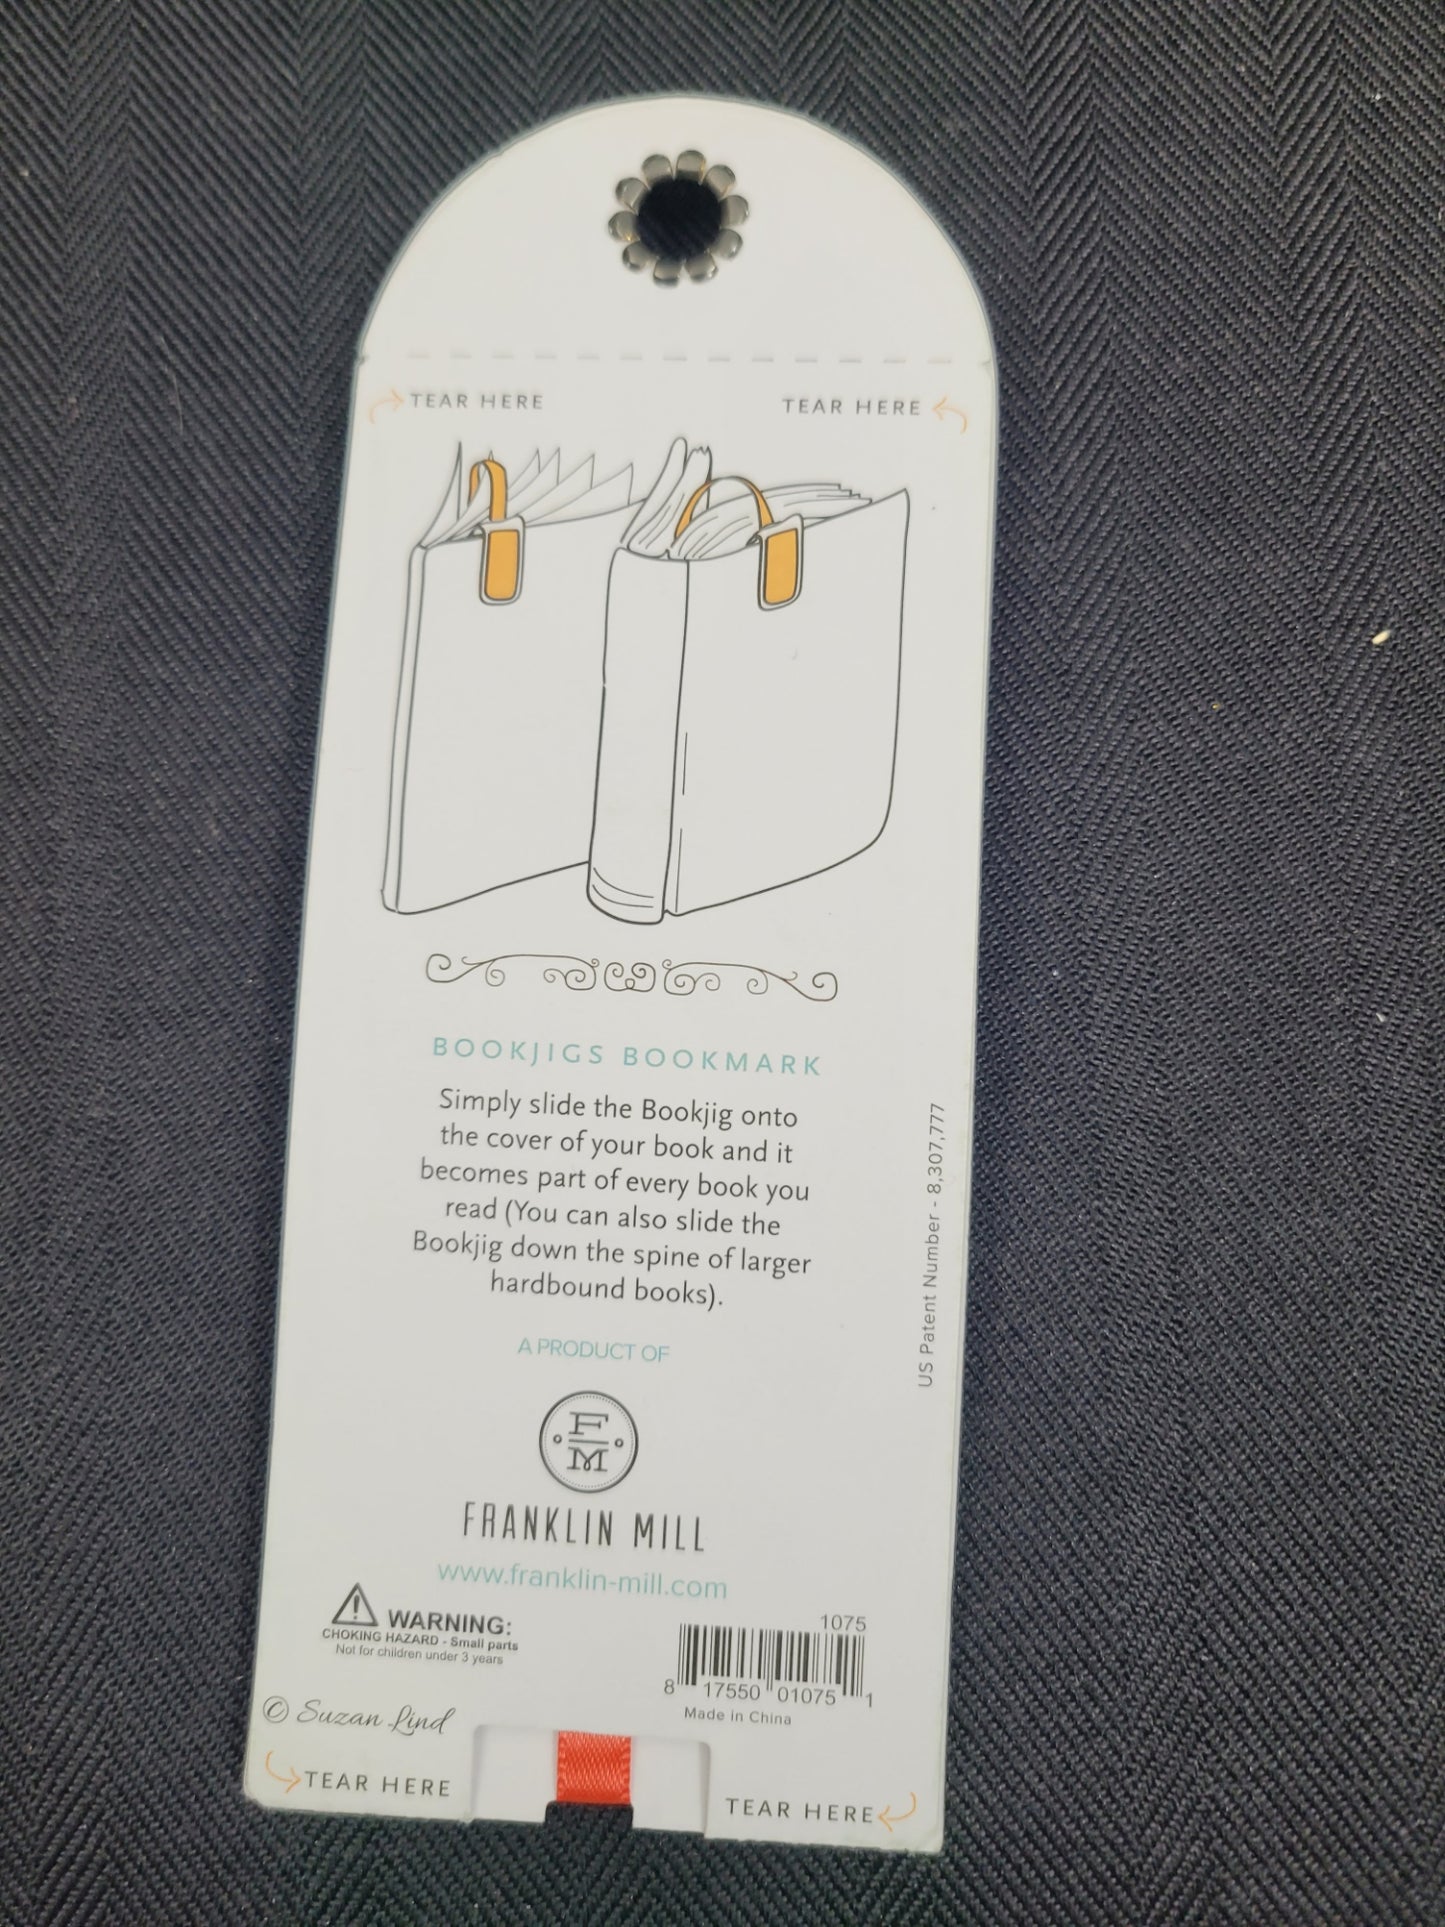 TEAR HERE
TEAR HERE
BOOKJIGS BOOKMARK
Simply slide the Bookjig onto
the cover of your book and it
becomes part of every book you
read (You can also slide the
Bookjig down the spine of larger
hardbound books).
US Patent Number - 8,307,777
A PRODUCT OF
F
M
FRANKLIN MILL
www.franklin-mill.com
WARNING:
CHOKING HAZARD - Small parts
Not for children under 3 years
1075
8 17550 01075 1
Made in China
© Suzan Lind
TEAR HERE
TEAR HERE